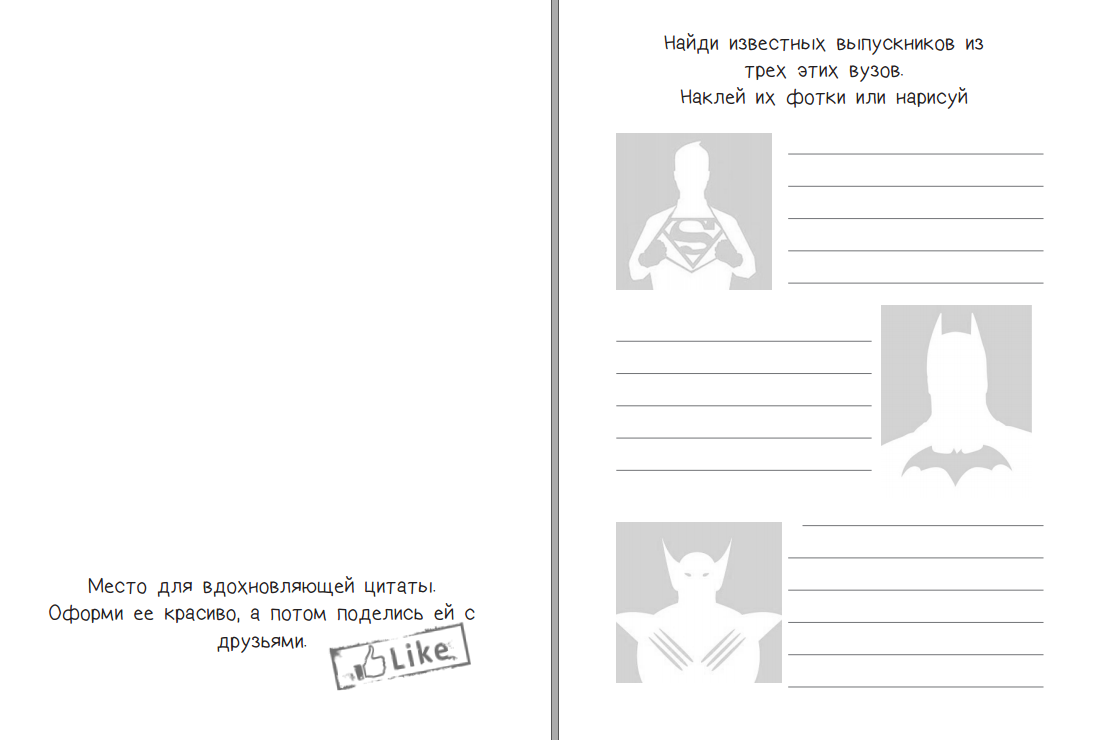 Место для вдохновляющей цитаты.
Оформи ее красиво, а потом поделись ей с
друзьями.
Like
Найди известных выпускников из
трех этих вузов.
Наклей их фотки или нарисуй